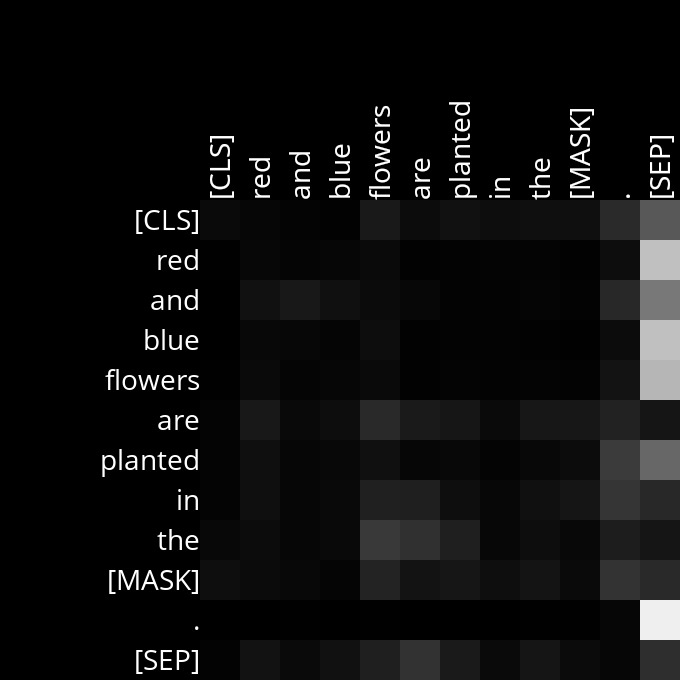 [CLS] red and blue flowers are planted in the [MASK] . [SEP]
[CLS]
red
and
blue
flowers
are
planted
in
the
[MASK]
.
[SEP]